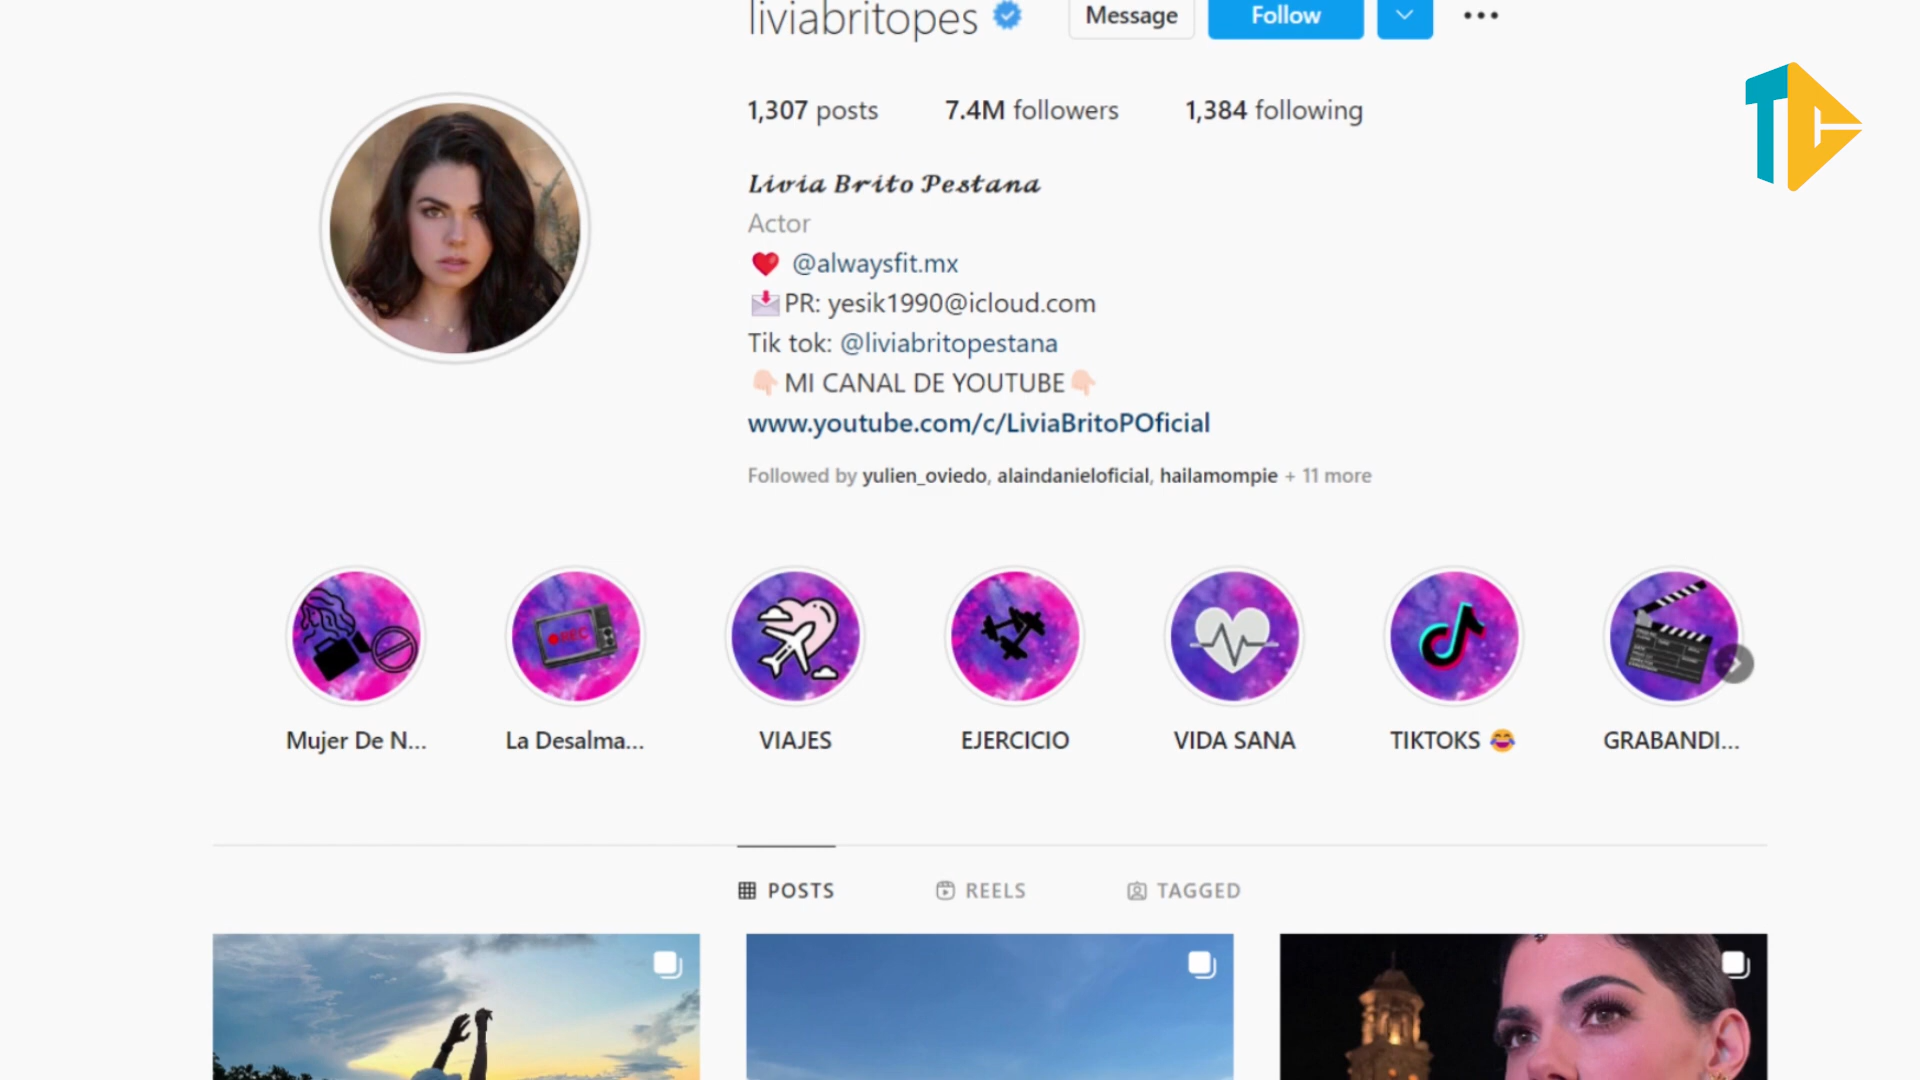 liviabritopes Message Follow
1,307 posts 7.4M followers 1,384 following
Livia Brito Pestana
Actor
❤️ @alwaysfit.mx
📩PR: yesik1990@icloud.com
Tik tok: @liviabritopestana
👇🏻MI CANAL DE YOUTUBE👇🏻
www.youtube.com/c/LiviaBritoPOficial
Followed by yulien_oviedo, alaindanieloficial, hailamompie + 11 more
REC
Mujer De N... La Desalma... VIAJES EJERCICIO VIDA SANA TIKTOKS 😂 GRABANDI...
POSTS REELS TAGGED